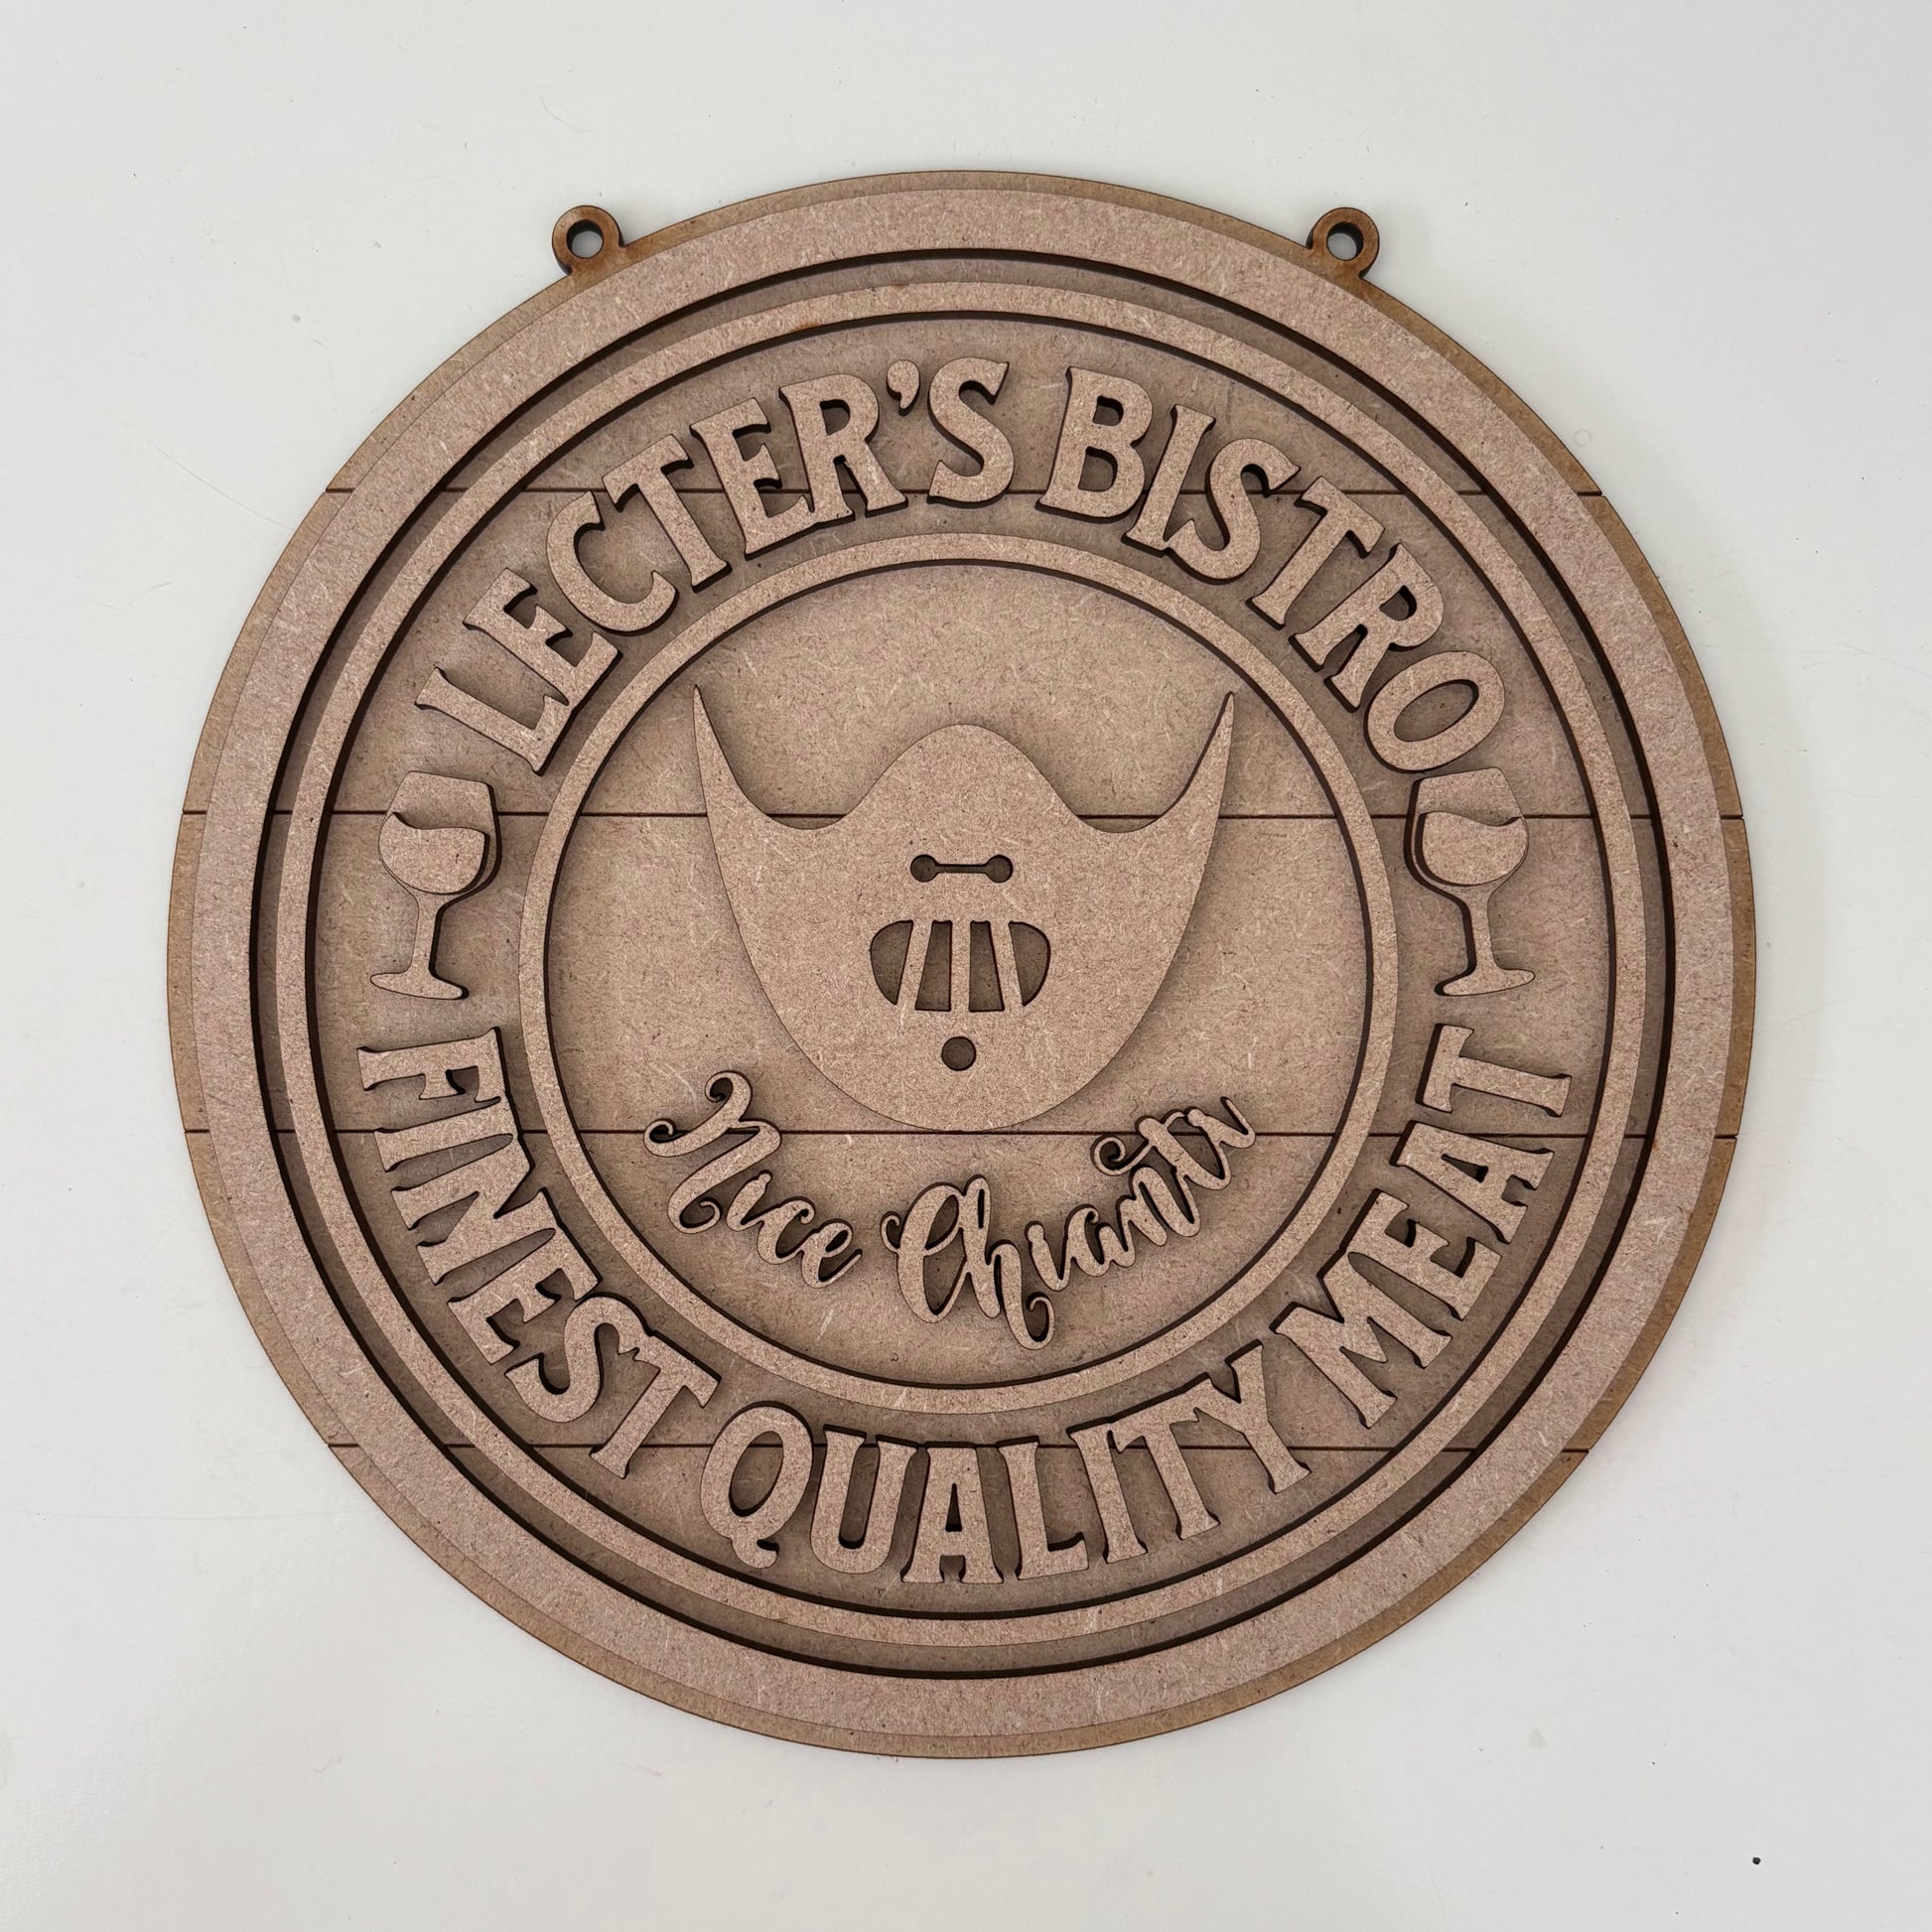 LECTER'S BISTRO
Nice Chianti
FINEST QUALITY MEAT